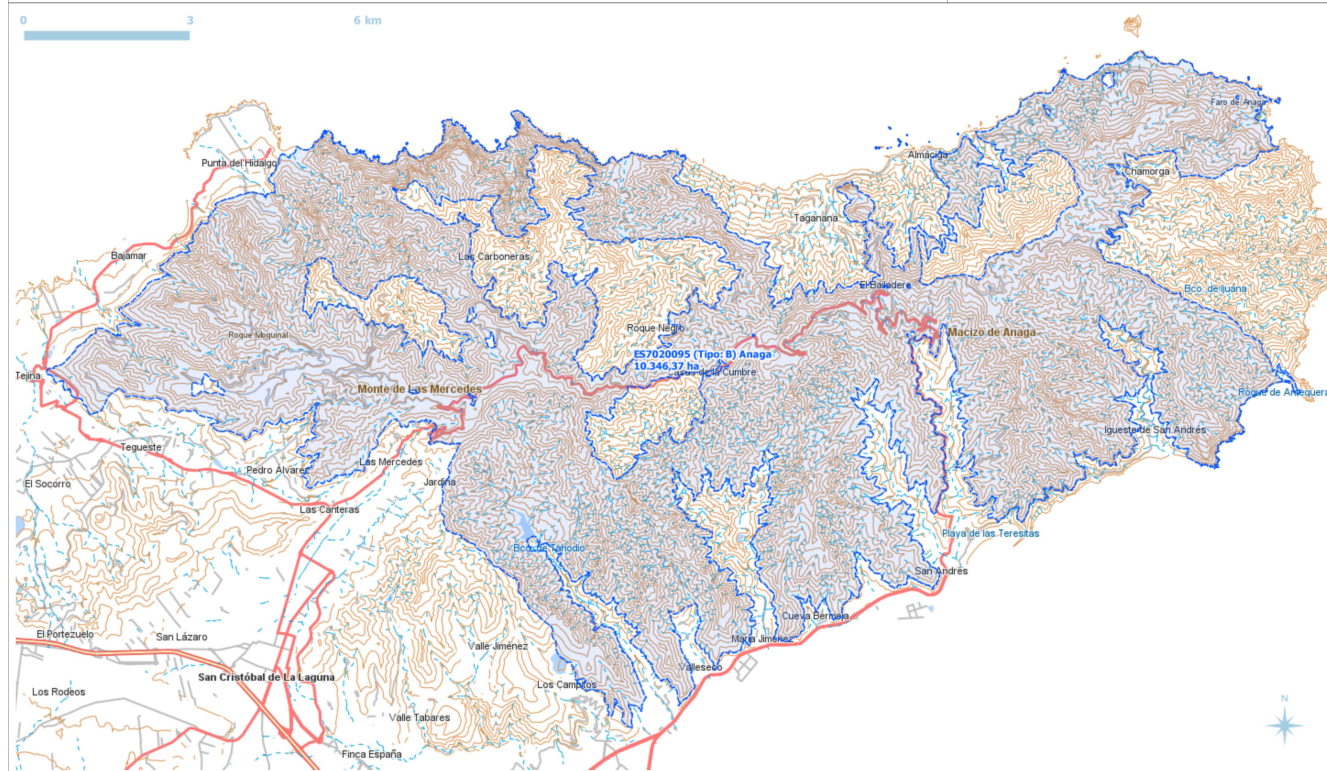 0 3 6 km
Faro de Anaga
Almáciga
Punta del Hidalgo
Chamorga
Taganana
Bajamar
Las Carboneras
El Bailadero
Bco. de Ijuana
Roque Negro
Macizo de Anaga
Roque Moquinal
ES7020095 (Tipo: B) Anaga
10.346,37 ha
de la Cumbre
Tejina
Monte de Las Mercedes
Roque de Antequera
Igueste de San Andrés
Tegueste
Las Mercedes
Pedro Álvarez
El Socorro
Jardina
Las Canteras
Playa de las Teresitas
Bco. de Tahodio
San Andrés
Cueva Bermeja
El Portezuelo
San Lázaro
María Jiménez
Valle Jiménez
Valleseco
San Cristóbal de La Laguna
Los Campitos
Los Rodeos
Valle Tabares
Finca España
N